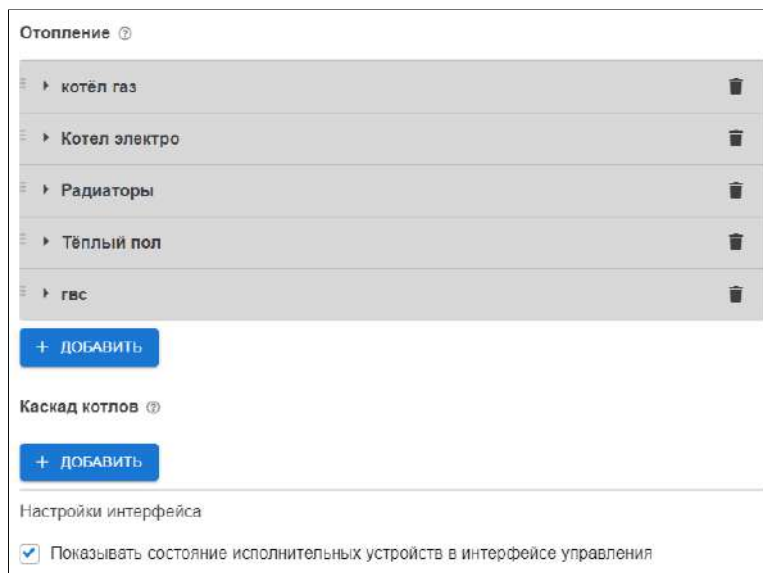 Отопление
котёл газ
Котел электро
Радиаторы
Тёплый пол
гвс
+ ДОБАВИТЬ
Каскад котлов
+ ДОБАВИТЬ
Настройки интерфейса
Показывать состояние исполнительных устройств в интерфейсе управления